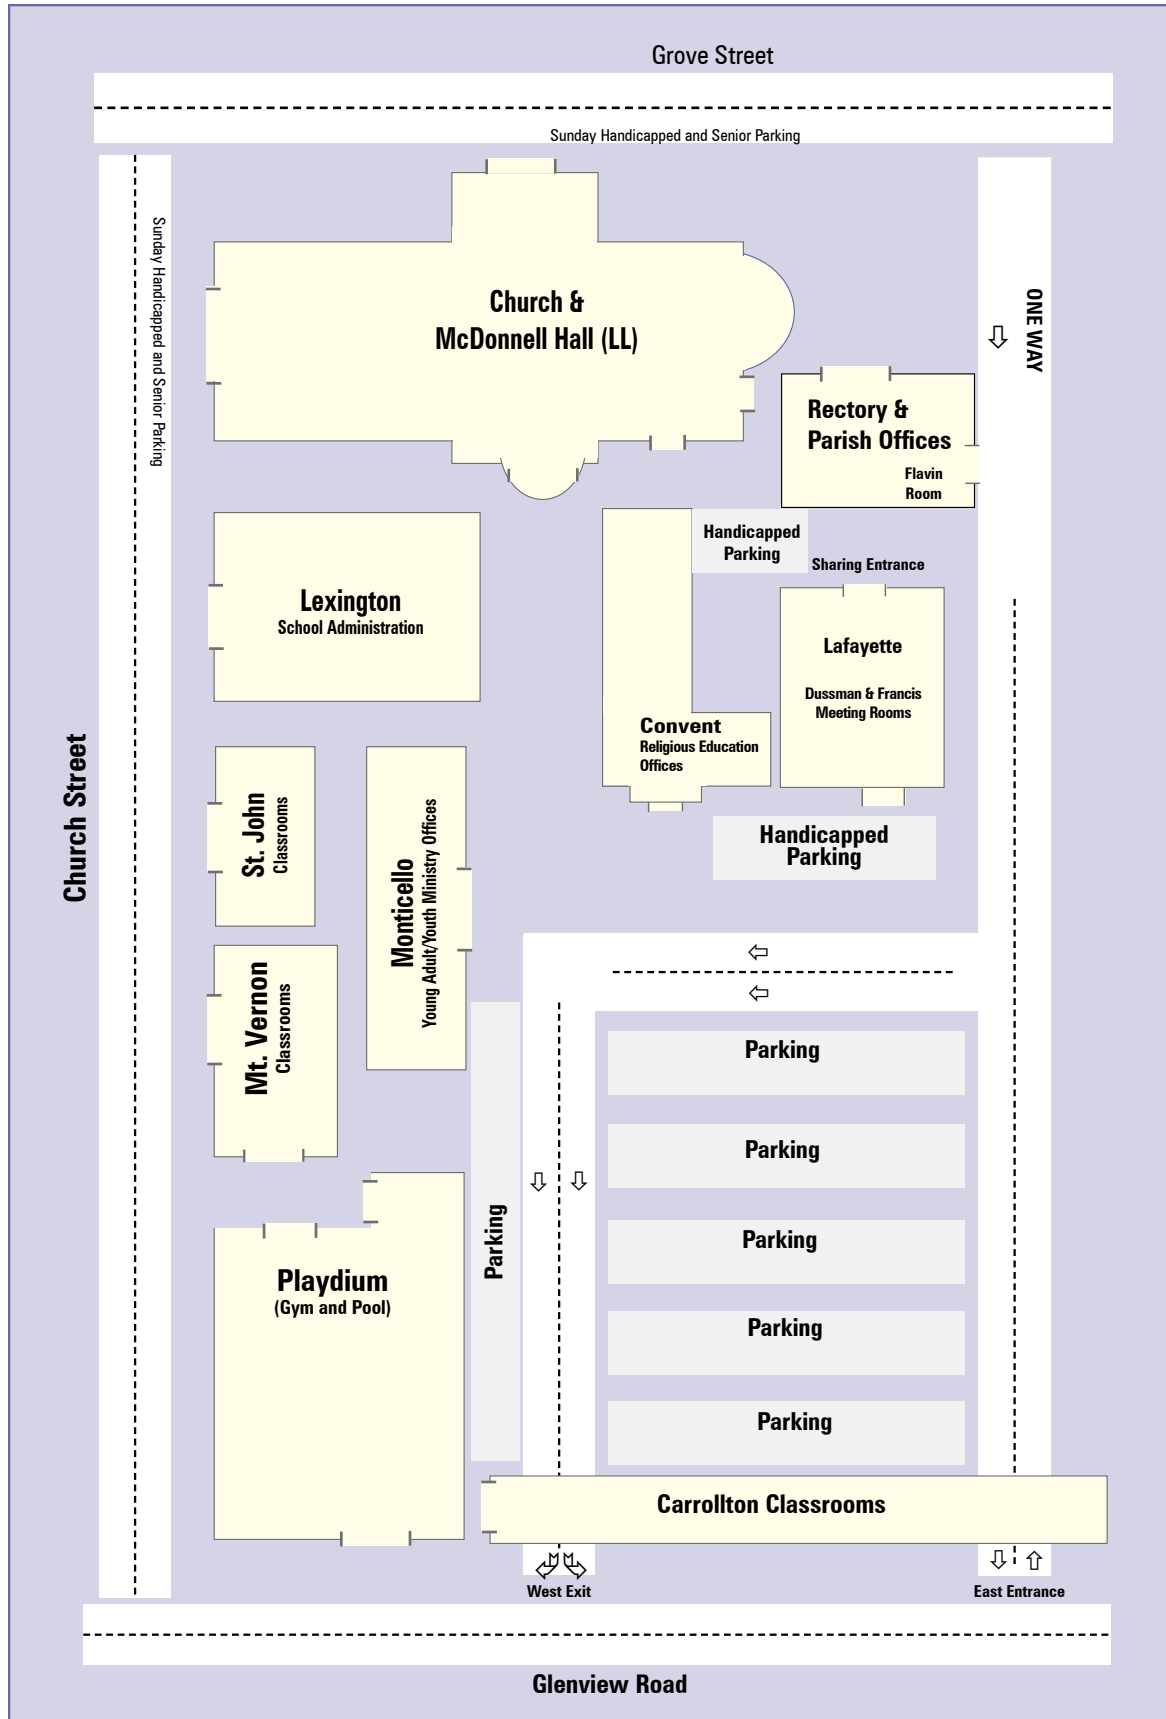 Grove Street
Sunday Handicapped and Senior Parking
Sunday Handicapped and Senior Parking
Church &
McDonnell Hall (LL)
ONE WAY
Rectory &
Parish Offices
Flavin
Room
Handicapped
Parking
Sharing Entrance
Lexington
School Administration
Lafayette
Dussman & Francis
Meeting Rooms
Convent
Religious Education
Offices
Church Street
St. John
Classrooms
Monticello
Young Adult/Youth Ministry Offices
Handicapped
Parking
Mt. Vernon
Classrooms
Parking
Parking
Parking
Parking
Playdium
(Gym and Pool)
Parking
Parking
Carrollton Classrooms
West Exit
East Entrance
Glenview Road